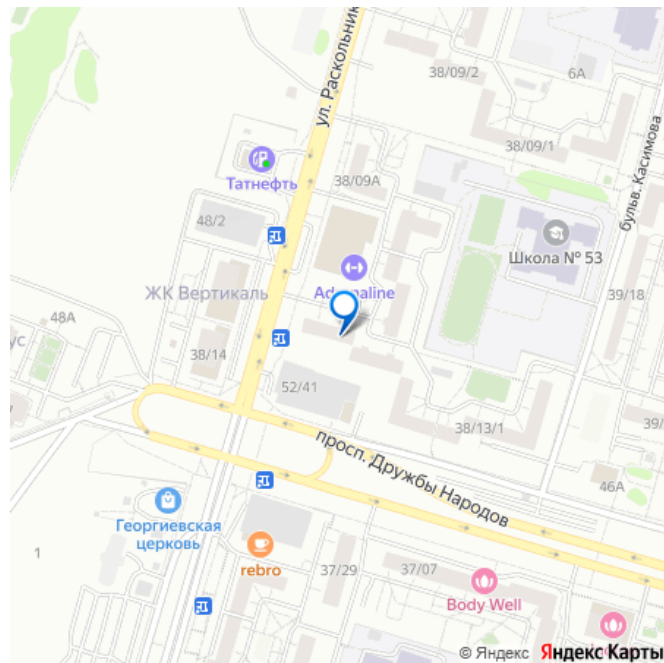 ул. Раскольник
38/09/2
6А
38/09/1
бульв. Касимова
Татнефть
38/09А
48/2
Школа № 53
ЖК Вертикаль
Adrenaline
39/18
48А
ус
38/14
52/41
38/13/1
39/
просп. Дружбы Народов
46А
Георгиевская
церковь
1
rebro
37/29
37/07
Body Well
© Яндекс Яндекс Карты